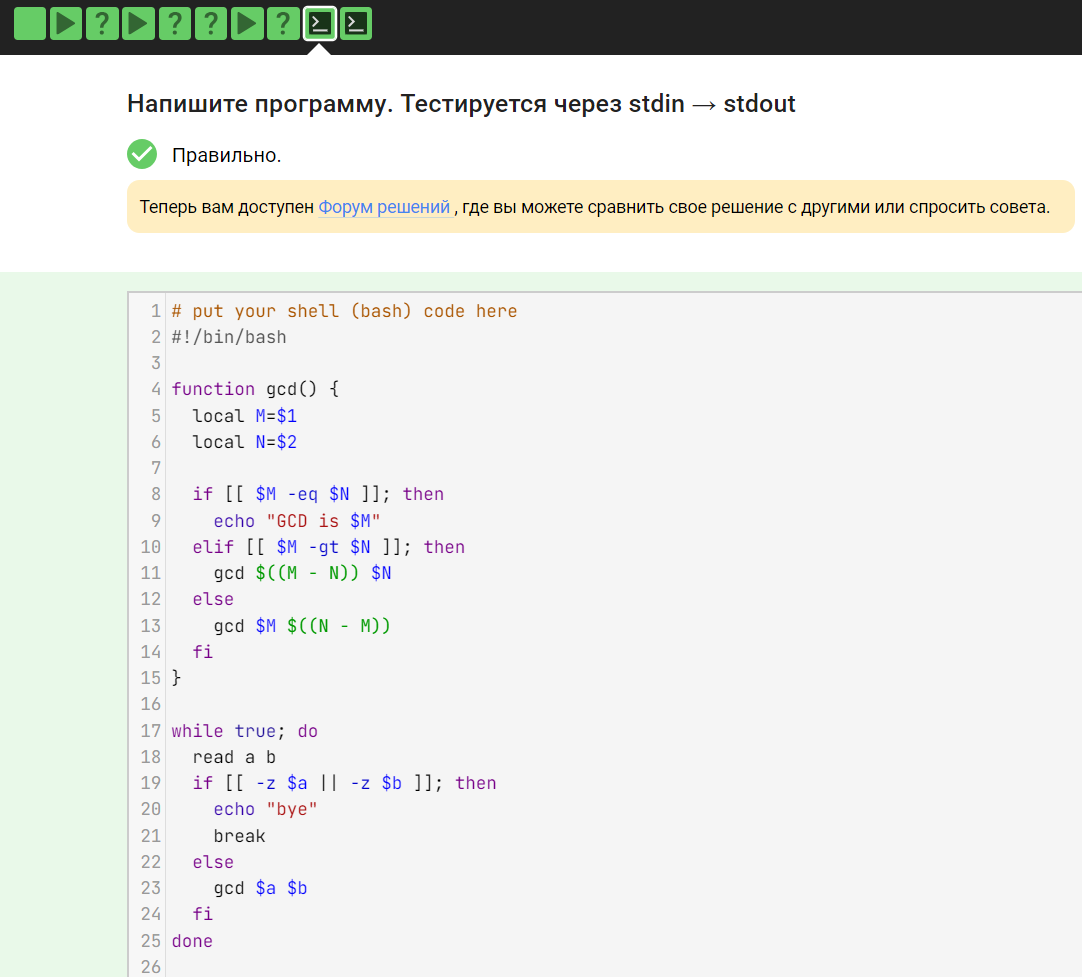 Напишите программу. Тестируется через stdin → stdout
Правильно.
Теперь вам доступен Форум решений , где вы можете сравнить свое решение с другими или спросить совета.
1 # put your shell (bash) code here
2 #!/bin/bash
3
4 function gcd() {
5   local M=$1
6   local N=$2
7
8   if [[ $M -eq $N ]]; then
9     echo "GCD is $M"
10   elif [[ $M -gt $N ]]; then
11     gcd $((M - N)) $N
12   else
13     gcd $M $((N - M))
14   fi
15 }
16
17 while true; do
18   read a b
19   if [[ -z $a || -z $b ]]; then
20     echo "bye"
21     break
22   else
23     gcd $a $b
24   fi
25 done
26